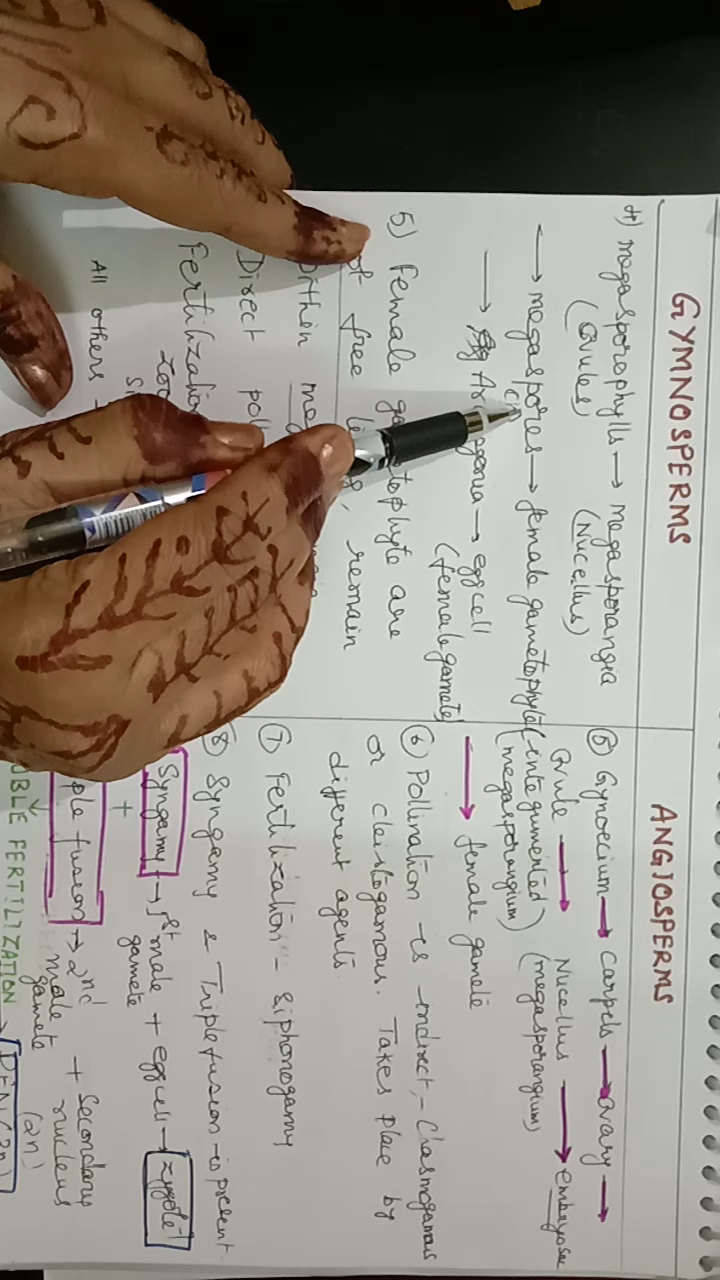 GYMNOSPERMS
4) Megasporophylls → megasporangia
(Ovules) (Nucellus)
→ megaspores → female gametophyte
→ egg cell
(female gamete)
5) Female gametophyte are
of free remain
within
Direct
Fertilization
All others
ANGIOSPERMS
⑤ Gynoecium → carpels → ovary →
Ovule → Nucellus → embryosac
(integumented) (megasporangium)
(megasporangium)
→ female gamete
⑥ Pollination is indirect,- Chasmogamous
or cleistogamous. Takes Place by
different agents.
⑦ Fertilization - Siphonogamy
⑧ Syngamy & Triple fusion is present.
Syngamy → 1st male + egg cell → zygote
gamete
+
ple fusion → 2nd + Secondary
male nucleus
gamete (2n)
UBLE FERTILIZATION →